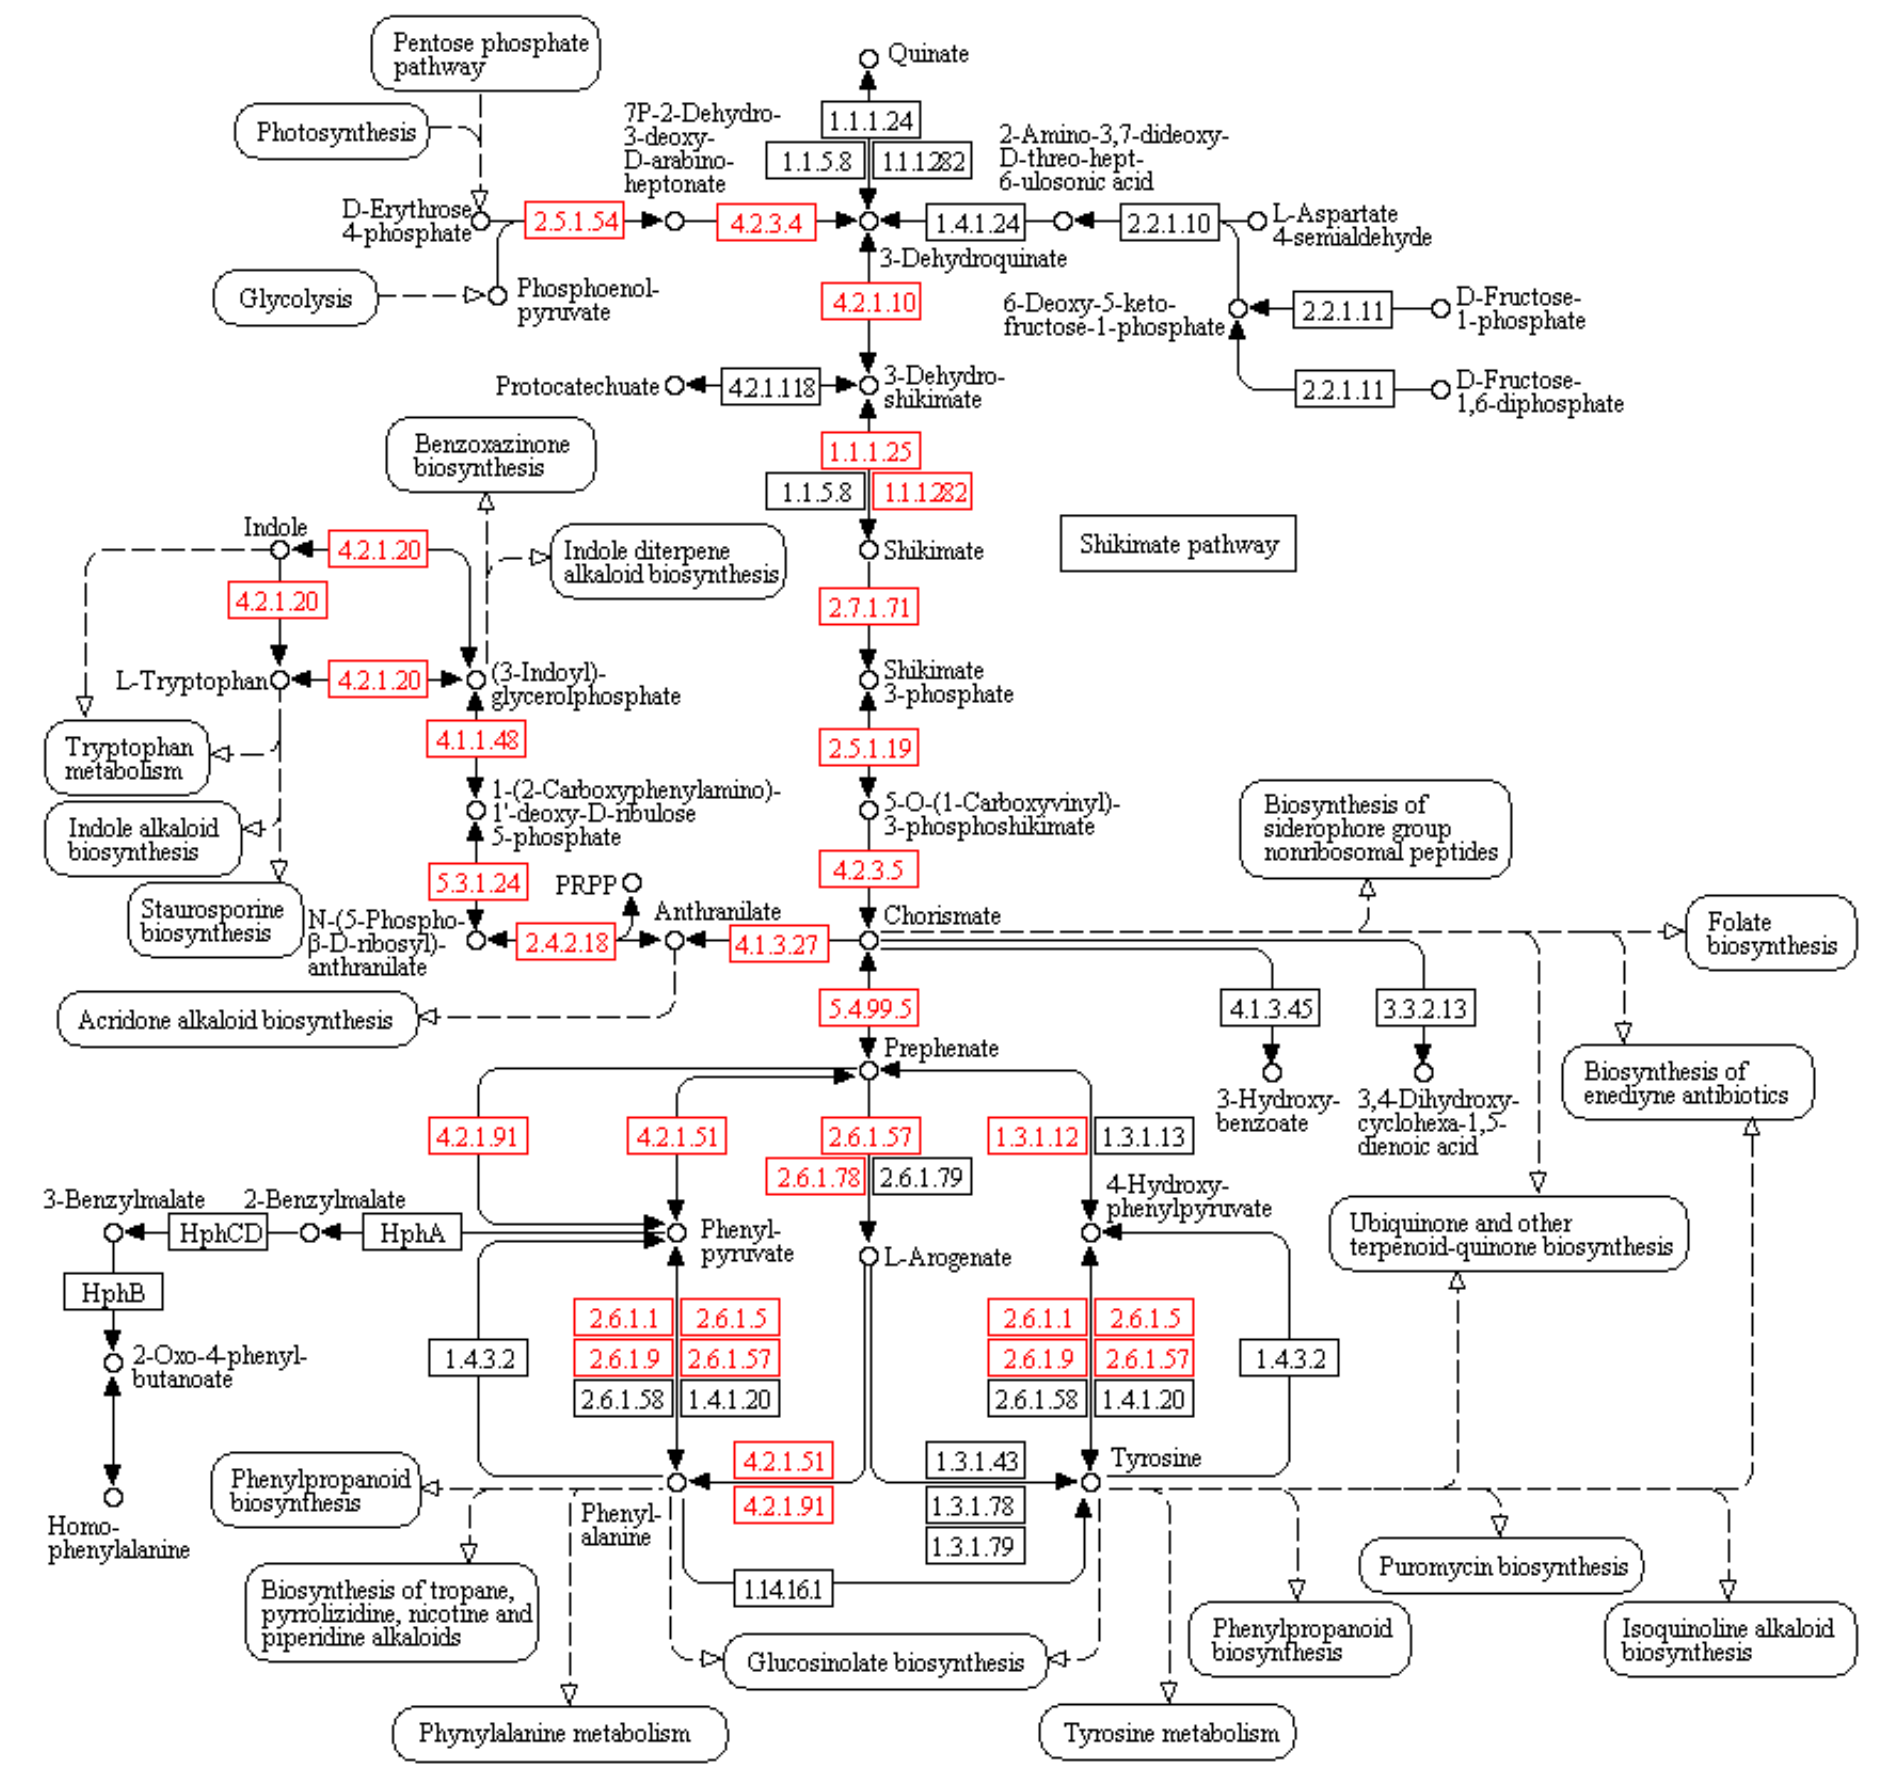 Pentose phosphate
pathway
Quinate
Photosynthesis
7P-2-Dehydro-
3-deoxy-
D-arabino-
heptonate
1.1.1.24
1.1.5.8
1.1.1.282
2-Amino-3,7-dideoxy-
D-threo-hept-
6-ulosonic acid
D-Erythrose
4-phosphate
2.5.1.54
4.2.3.4
1.4.1.24
2.2.1.10
L-Aspartate
4-semialdehyde
3-Dehydroquinate
Glycolysis
Phosphoenol-
pyruvate
4.2.1.10
6-Deoxy-5-keto-
fructose-1-phosphate
2.2.1.11
D-Fructose-
1-phosphate
Protocatechuate
4.2.1.118
3-Dehydro-
shikimate
2.2.1.11
D-Fructose-
1,6-diphosphate
Benzoxazinone
biosynthesis
1.1.1.25
1.1.5.8
1.1.1.282
Indole
4.2.1.20
Indole diterpene
alkaloid biosynthesis
Shikimate
Shikimate pathway
4.2.1.20
2.7.1.71
L-Tryptophan
4.2.1.20
(3-Indoyl)-
glycerolphosphate
Shikimate
3-phosphate
Tryptophan
metabolism
4.1.1.48
2.5.1.19
1-(2-Carboxyphenylamino)-
1'-deoxy-D-ribulose
5-phosphate
5-O-(1-Carboxyvinyl)-
3-phosphoshikimate
Biosynthesis of
siderophore group
nonribosomal peptides
Indole alkaloid
biosynthesis
5.3.1.24
PRPP
4.2.3.5
Staurosporine
biosynthesis
N-(5-Phospho-
β-D-ribosyl)-
anthranilate
2.4.2.18
Anthranilate
4.1.3.27
Chorismate
Folate
biosynthesis
Acridone alkaloid biosynthesis
5.4.99.5
4.1.3.45
3.3.2.13
Prephenate
3-Hydroxy-
benzoate
3,4-Dihydroxy-
cyclohexa-1,5-
dienoic acid
Biosynthesis of
enediyne antibiotics
4.2.1.91
4.2.1.51
2.6.1.57
1.3.1.12
1.3.1.13
2.6.1.78
2.6.1.79
3-Benzylmalate
2-Benzylmalate
4-Hydroxy-
phenylpyruvate
HphCD
HphA
Phenyl-
pyruvate
L-Arogenate
Ubiquinone and other
terpenoid-quinone biosynthesis
HphB
2.6.1.1
2.6.1.5
2.6.1.1
2.6.1.5
2-Oxo-4-phenyl-
butanoate
1.4.3.2
2.6.1.9
2.6.1.57
2.6.1.9
2.6.1.57
1.4.3.2
2.6.1.58
1.4.1.20
2.6.1.58
1.4.1.20
Phenylpropanoid
biosynthesis
4.2.1.51
1.3.1.43
Tyrosine
4.2.1.91
1.3.1.78
1.3.1.79
Homo-
phenylalanine
Phenyl-
alanine
Biosynthesis of tropane,
pyrrolizidine, nicotine and
piperidine alkaloids
1.14.16.1
Puromycin biosynthesis
Phenylpropanoid
biosynthesis
Isoquinoline alkaloid
biosynthesis
Glucosinolate biosynthesis
Phynylalanine metabolism
Tyrosine metabolism